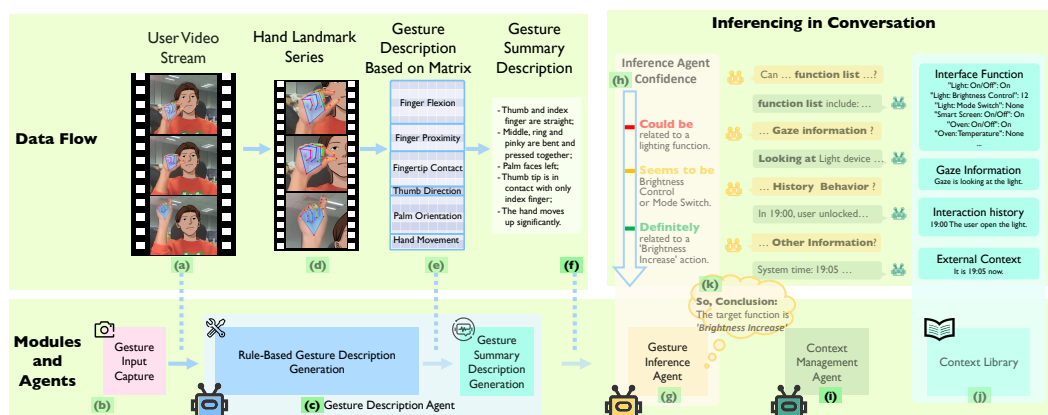 Inferencing in Conversation
User Video
Stream
Hand Landmark
Series
Gesture
Description
Based on Matrix
Gesture
Summary
Description
Data Flow
Finger Flexion
Finger Proximity
Fingertip Contact
Thumb Direction
Palm Orientation
Hand Movement
- Thumb and index
finger are straight;
- Middle, ring and
pinky are bent and
pressed together;
- Palm faces left;
- Thumb tip is in
contact with only
index finger;
- The hand moves
up significantly.
(a)
(d)
(e)
(f)
Inference Agent
Confidence
(h)
Could be
related to a
lighting function.
Seems to be
Brightness
Control
or Mode Switch.
Definitely
related to a
'Brightness
Increase' action.
Can ... function list ...?
function list include: ...
... Gaze information ?
Looking at Light device ...
... History Behavior ?
In 19:00, user unlocked...
... Other Information?
System time: 19:05 ...
Interface Function
"Light: On/Off": On
"Light: Brightness Control": 12
"Light: Mode Switch": None
"Smart Screen: On/Off": On
"Oven: On/Off": On
"Oven: Temperature": None
...
Gaze Information
Gaze is looking at the light.
Interaction history
19:00 The user open the light.
External Context
It is 19:05 now.
(k)
So, Conclusion:
The target function is
'Brightness Increase'
Modules
and
Agents
Gesture
Input
Capture
(b)
Rule-Based Gesture Description
Generation
Gesture
Summary
Description
Generation
(c) Gesture Description Agent
Gesture
Inference
Agent
(g)
Context
Management
Agent
(i)
Context Library
(j)